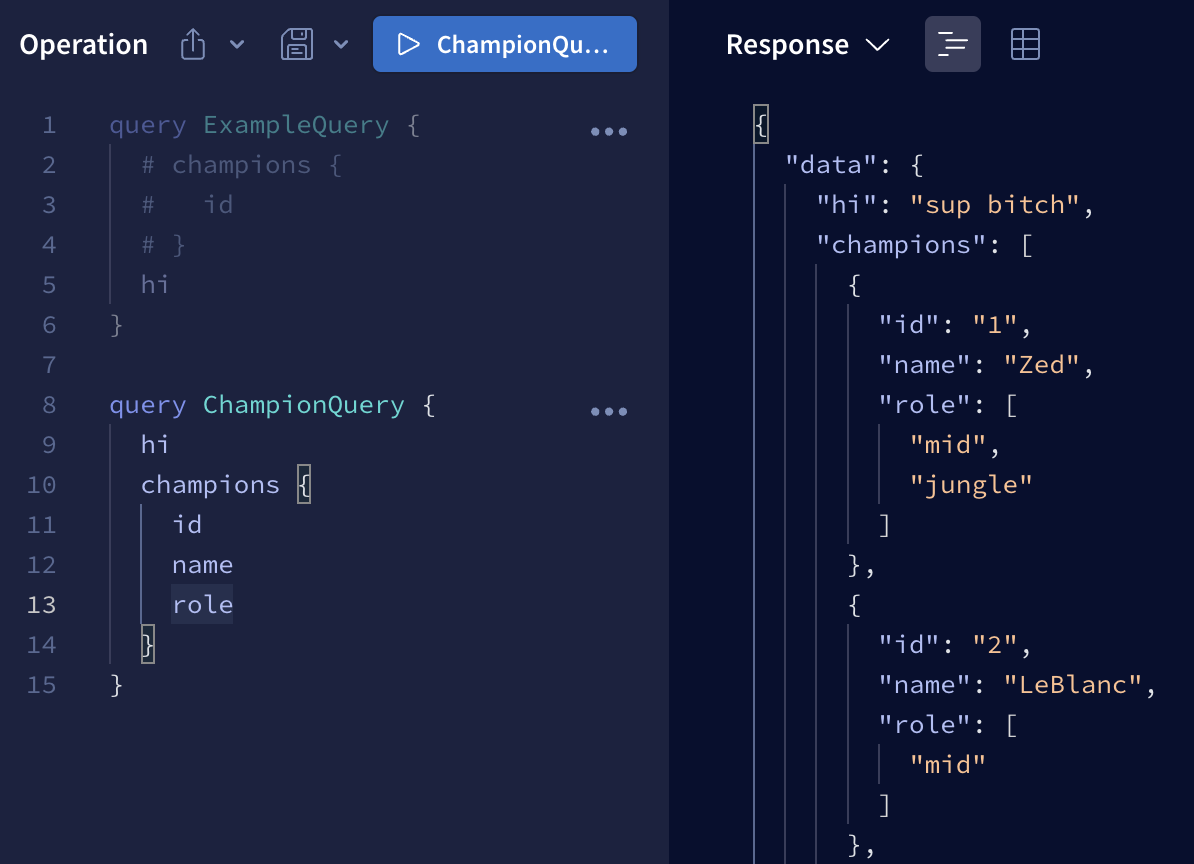 Operation
ChampionQu...
1 query ExampleQuery {
2   # champions {
3   #   id
4   # }
5   hi
6 }
7
8 query ChampionQuery {
9   hi
10   champions {
11     id
12     name
13     role
14   }
15 }
Response
{
  "data": {
    "hi": "sup bitch",
    "champions": [
      {
        "id": "1",
        "name": "Zed",
        "role": [
          "mid",
          "jungle"
        ]
      },
      {
        "id": "2",
        "name": "LeBlanc",
        "role": [
          "mid"
        ]
      },